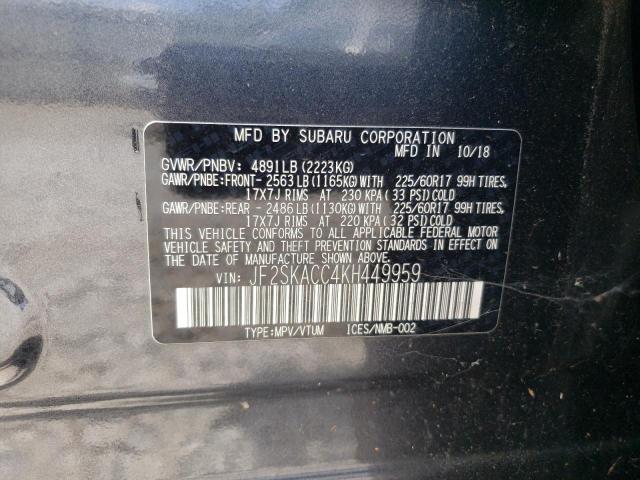 MFD BY SUBARU CORPORATION
MFD IN 10/18
GVWR/PNBV: 4891LB(2223KG)
GAWR/PNBE:FRONT- 2563LB(1165KG)WITH 225/60R17 99H TIRES,
17X7J RIMS AT 230 KPA(33 PSI)COLD
GAWR/PNBE:REAR - 2486LB(1130KG)WITH 225/60R17 99H TIRES,
17X7J RIMS AT 220 KPA(32 PSI)COLD
THIS VEHICLE CONFORMS TO ALL APPLICABLE FEDERAL MOTOR
VEHICLE SAFETY AND THEFT PREVENTION STANDARDS IN EFFECT
ON THE DATE OF MANUFACTURE SHOWN ABOVE.
VIN: JF2SKACC4KH449959
TYPE:MPV/VTUM ICES/NMB-002